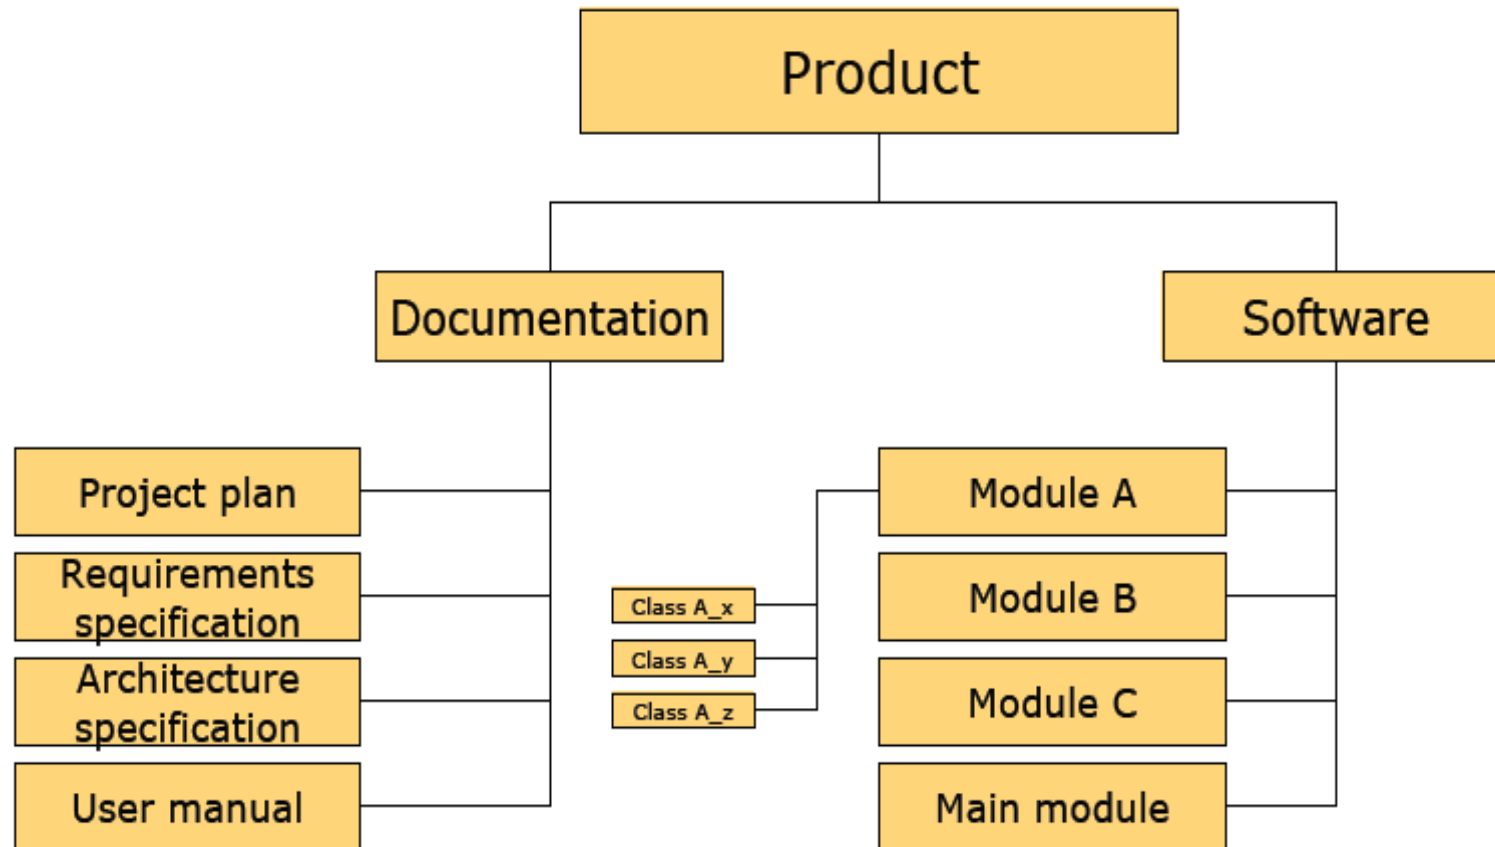 Product
Documentation
Software
Project plan
Requirements
specification
Architecture
specification
User manual
Class A_x
Class A_y
Class A_z
Module A
Module B
Module C
Main module